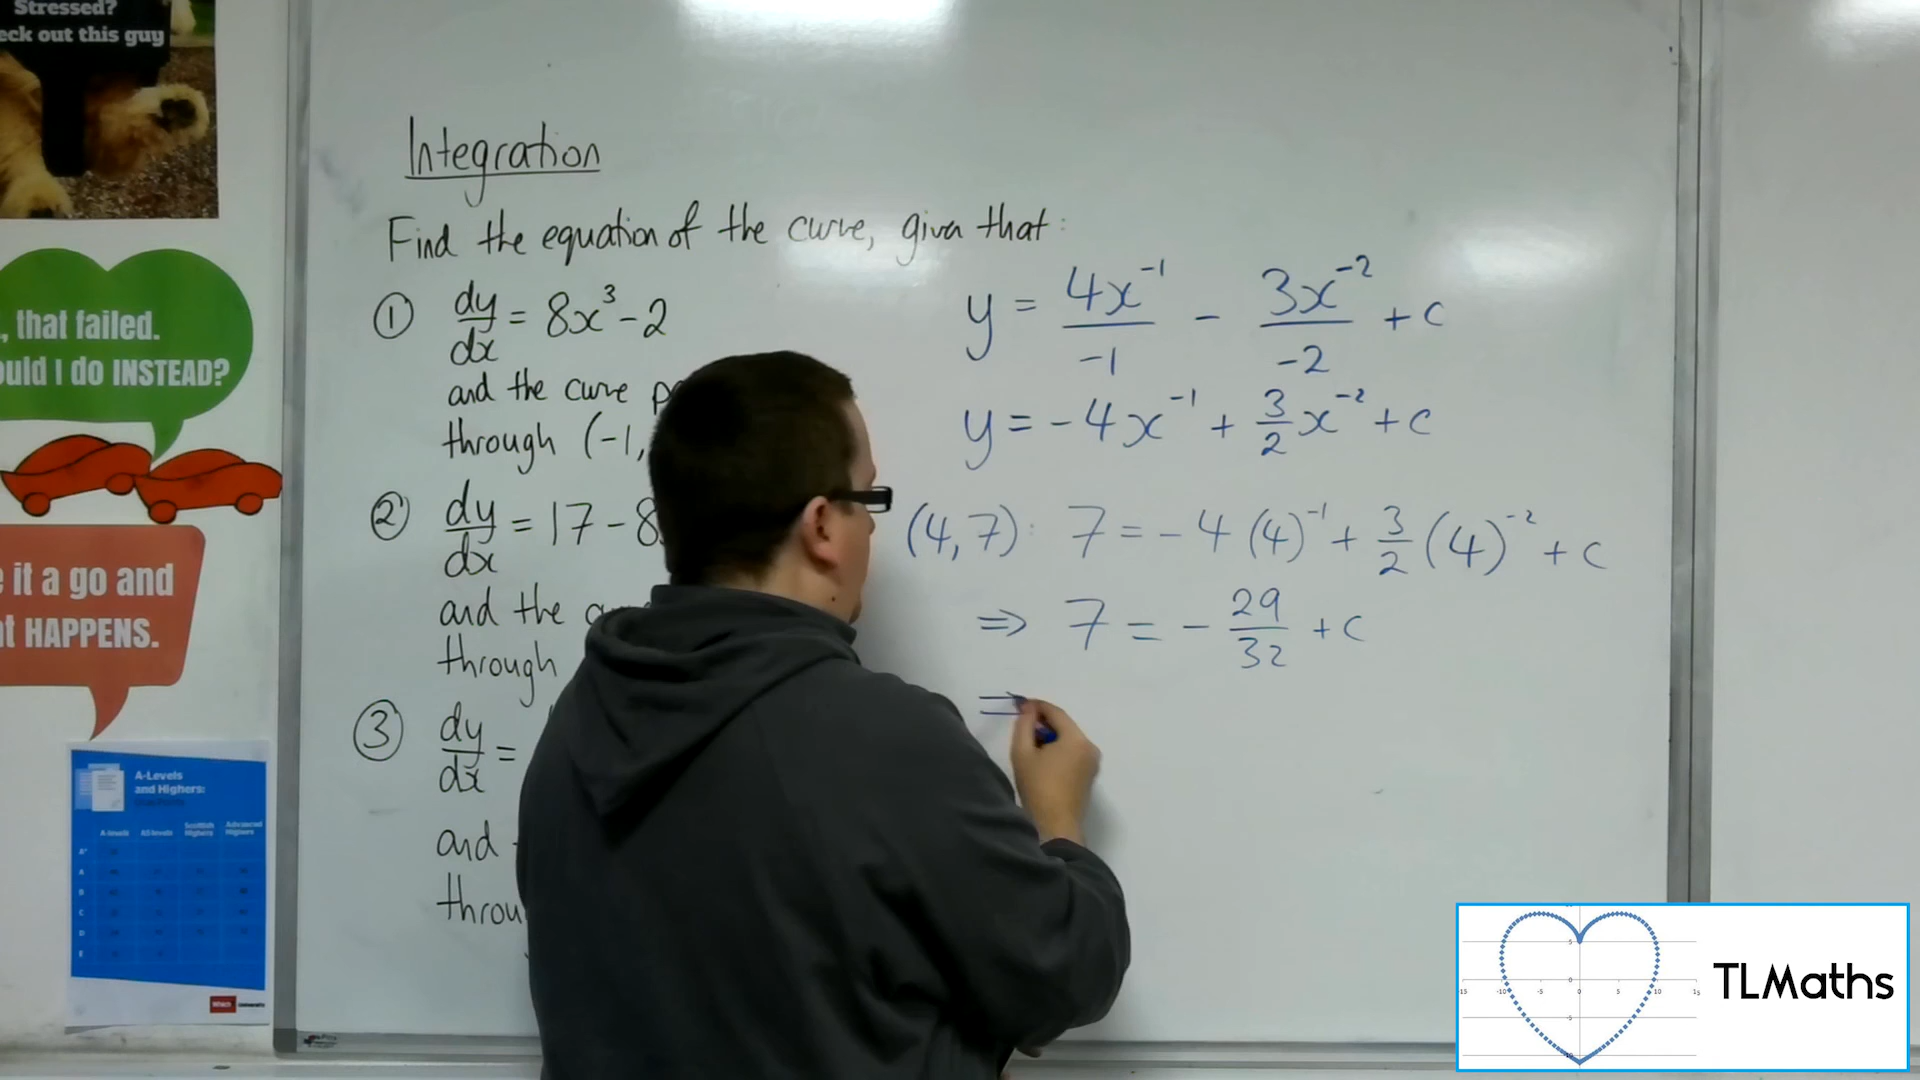 Stressed?
eck out this guy
, that failed.
ould I do INSTEAD?
e it a go and
at HAPPENS.
A-Levels
and Highers:
Integration
Find the equation of the curve, given that:
① dy/dx = 8x³ - 2
and the curve p
through (-1,
② dy/dx = 17 - 8
and the c
through
③ dy/dx =
and
throu
y = 4x⁻¹/-1 - 3x⁻²/-2 + c
y = -4x⁻¹ + 3/2 x⁻² + c
(4,7): 7 = -4(4)⁻¹ + 3/2 (4)⁻² + c
⇒ 7 = -29/32 + c
⇒
TLMaths